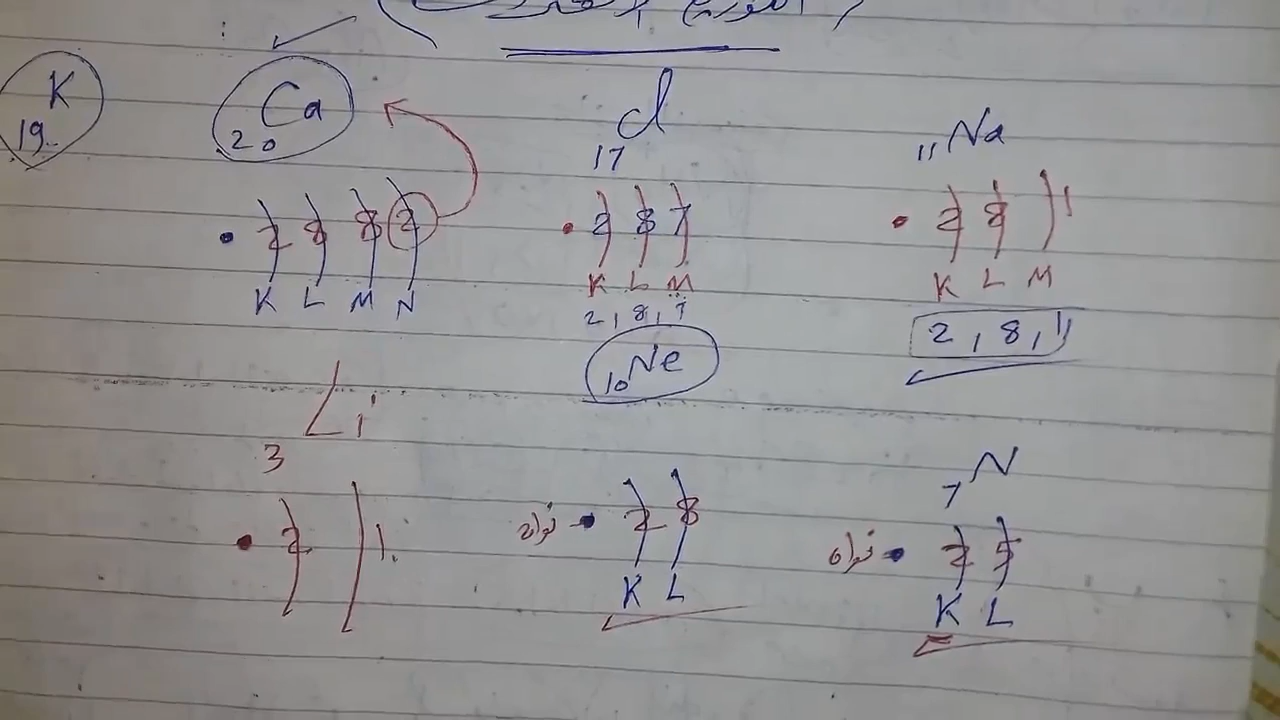 K
19
Ca
20
Cl
17
11 Na
2 8 8 2
K L M N
2 8 7
K L M
2, 8, 7
2 8 1
K L M
2, 8, 1
10 Ne
Li
3
2 1
نواة 2 8
K L
N
7
نواة 2 5
K L